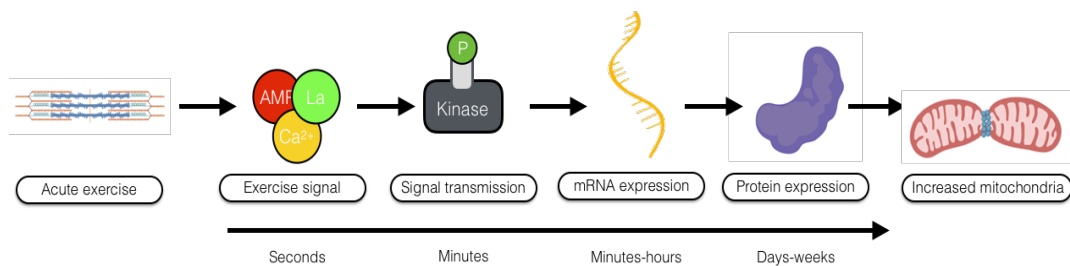 P
AMP
La
Ca²⁺
Kinase
Acute exercise
Exercise signal
Signal transmission
mRNA expression
Protein expression
Increased mitochondria
Seconds
Minutes
Minutes-hours
Days-weeks